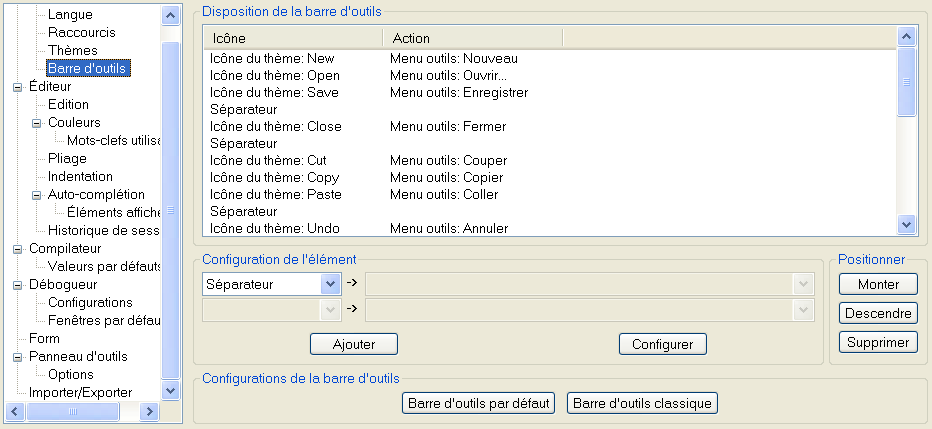 Langue
Raccourcis
Thèmes
Barre d'outils
Éditeur
Edition
Couleurs
Mots-clefs utilisa
Pliage
Indentation
Auto-complétion
Éléments affiche
Historique de sess
Compilateur
Valeurs par défauts
Débogueur
Configurations
Fenêtres par défau
Form
Panneau d'outils
Options
Importer/Exporter
Disposition de la barre d'outils
Icône Action
Icône du thème: New Menu outils: Nouveau
Icône du thème: Open Menu outils: Ouvrir...
Icône du thème: Save Menu outils: Enregistrer
Séparateur
Icône du thème: Close Menu outils: Fermer
Séparateur
Icône du thème: Cut Menu outils: Couper
Icône du thème: Copy Menu outils: Copier
Icône du thème: Paste Menu outils: Coller
Séparateur
Icône du thème: Undo Menu outils: Annuler
Configuration de l'élément
Séparateur ->
->
Ajouter Configurer
Positionner
Monter
Descendre
Supprimer
Configurations de la barre d'outils
Barre d'outils par défaut Barre d'outils classique